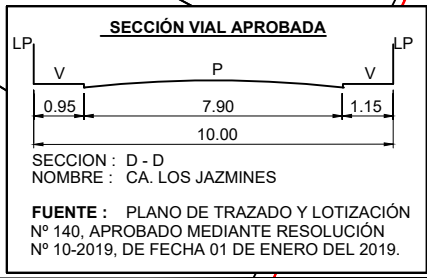 SECCIÓN VIAL APROBADA
LP LP
V P V
0.95 7.90 1.15
10.00
SECCION : D - D
NOMBRE : CA. LOS JAZMINES
FUENTE : PLANO DE TRAZADO Y LOTIZACIÓN
Nº 140, APROBADO MEDIANTE RESOLUCIÓN
Nº 10-2019, DE FECHA 01 DE ENERO DEL 2019.